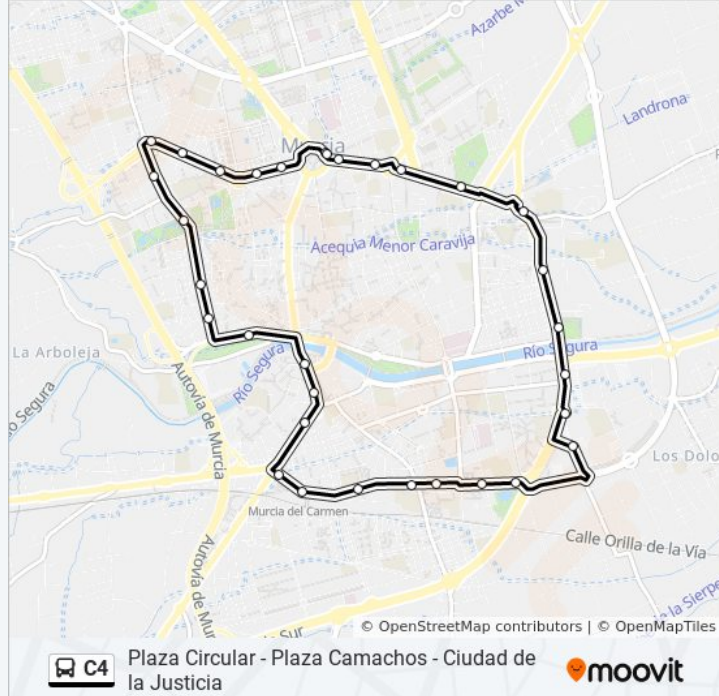 Azarbe M
Landrona
Murcia
Acequia Menor Caravija
La Arboleja
Río Segura
Río Segura
o Segura
Autovía de Murcia
Los Dolo
Murcia del Carmen
Calle Orilla de la Vía
Autovía de Mur
la Sierpe
Sur
© OpenStreetMap contributors | © OpenMapTiles
C4
Plaza Circular - Plaza Camachos - Ciudad de
la Justicia
moovit